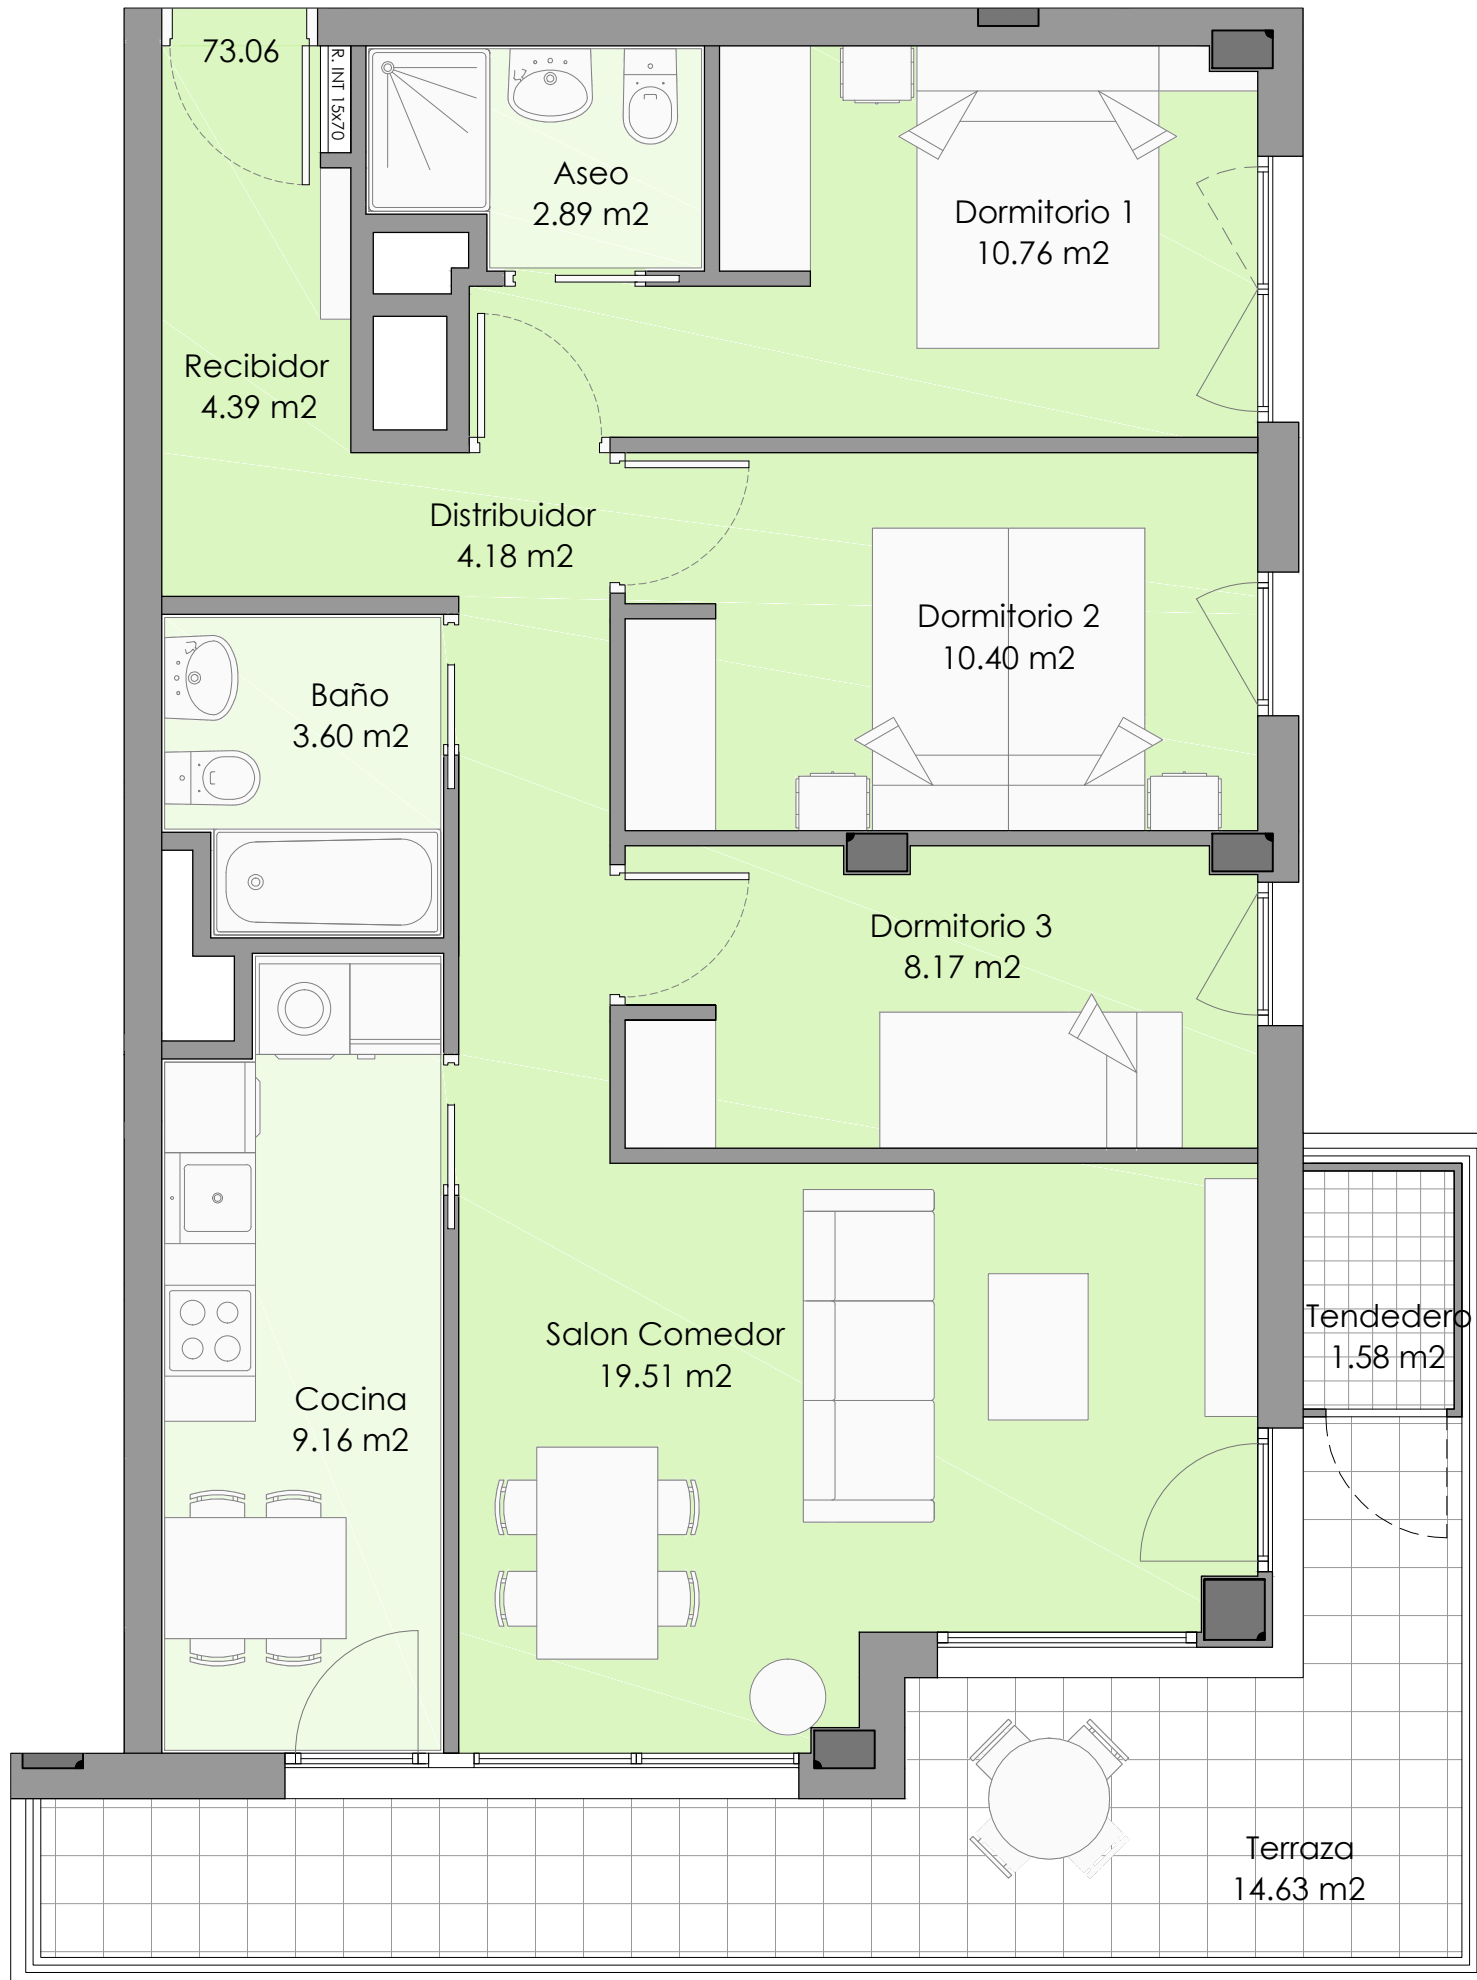 73.06
R. INT 15x70
Aseo
2.89 m2
Dormitorio 1
10.76 m2
Recibidor
4.39 m2
Distribuidor
4.18 m2
Dormitorio 2
10.40 m2
Baño
3.60 m2
Dormitorio 3
8.17 m2
Tendedero
1.58 m2
Salon Comedor
19.51 m2
Cocina
9.16 m2
Terraza
14.63 m2